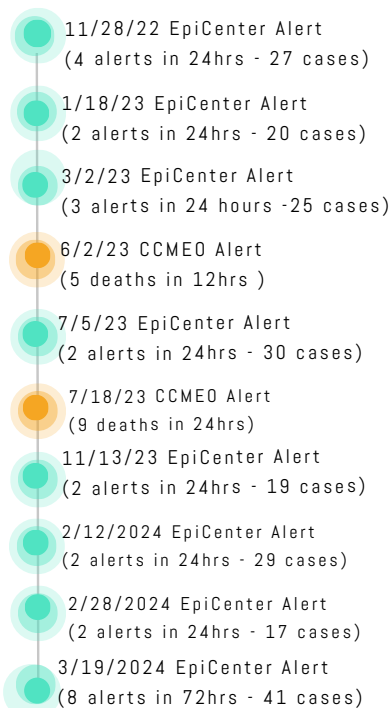 11/28/22 EpiCenter Alert
(4 alerts in 24hrs - 27 cases)
1/18/23 EpiCenter Alert
(2 alerts in 24hrs - 20 cases)
3/2/23 EpiCenter Alert
(3 alerts in 24 hours -25 cases)
6/2/23 CCMEO Alert
(5 deaths in 12hrs )
7/5/23 EpiCenter Alert
(2 alerts in 24hrs - 30 cases)
7/18/23 CCMEO Alert
(9 deaths in 24hrs)
11/13/23 EpiCenter Alert
(2 alerts in 24hrs - 19 cases)
2/12/2024 EpiCenter Alert
(2 alerts in 24hrs - 29 cases)
2/28/2024 EpiCenter Alert
(2 alerts in 24hrs - 17 cases)
3/19/2024 EpiCenter Alert
(8 alerts in 72hrs - 41 cases)